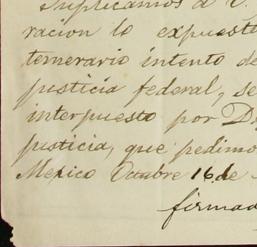 Suplicamos á V.
racion lo expuesto
ternerario intento de
justicia federal, se
interpuesto por D
justicia, que pedimo
Mexico Octubre 16 de
firmad